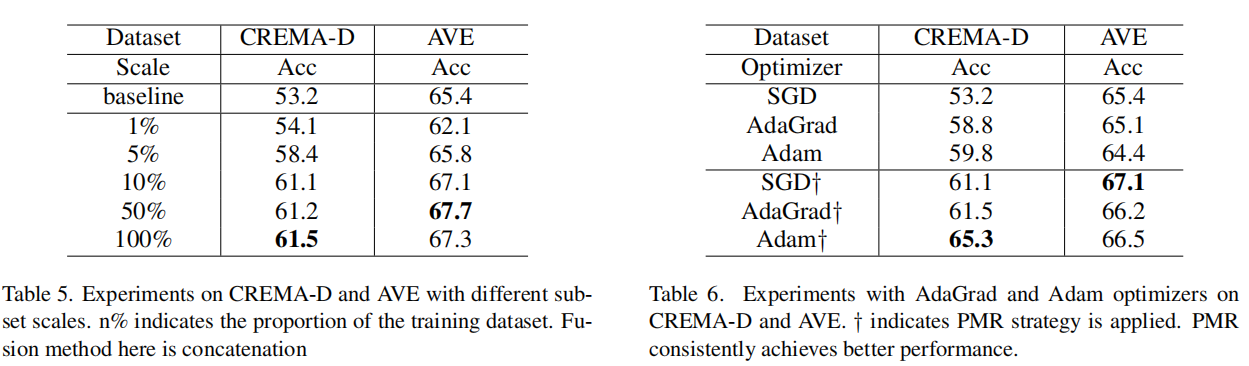 Dataset CREMA-D AVE
Scale Acc Acc
baseline 53.2 65.4
1% 54.1 62.1
5% 58.4 65.8
10% 61.1 67.1
50% 61.2 67.7
100% 61.5 67.3
Table 5. Experiments on CREMA-D and AVE with different sub-
set scales. n% indicates the proportion of the training dataset. Fu-
sion method here is concatenation
Dataset CREMA-D AVE
Optimizer Acc Acc
SGD 53.2 65.4
AdaGrad 58.8 65.1
Adam 59.8 64.4
SGD† 61.1 67.1
AdaGrad† 61.5 66.2
Adam† 65.3 66.5
Table 6. Experiments with AdaGrad and Adam optimizers on
CREMA-D and AVE. † indicates PMR strategy is applied. PMR
consistently achieves better performance.